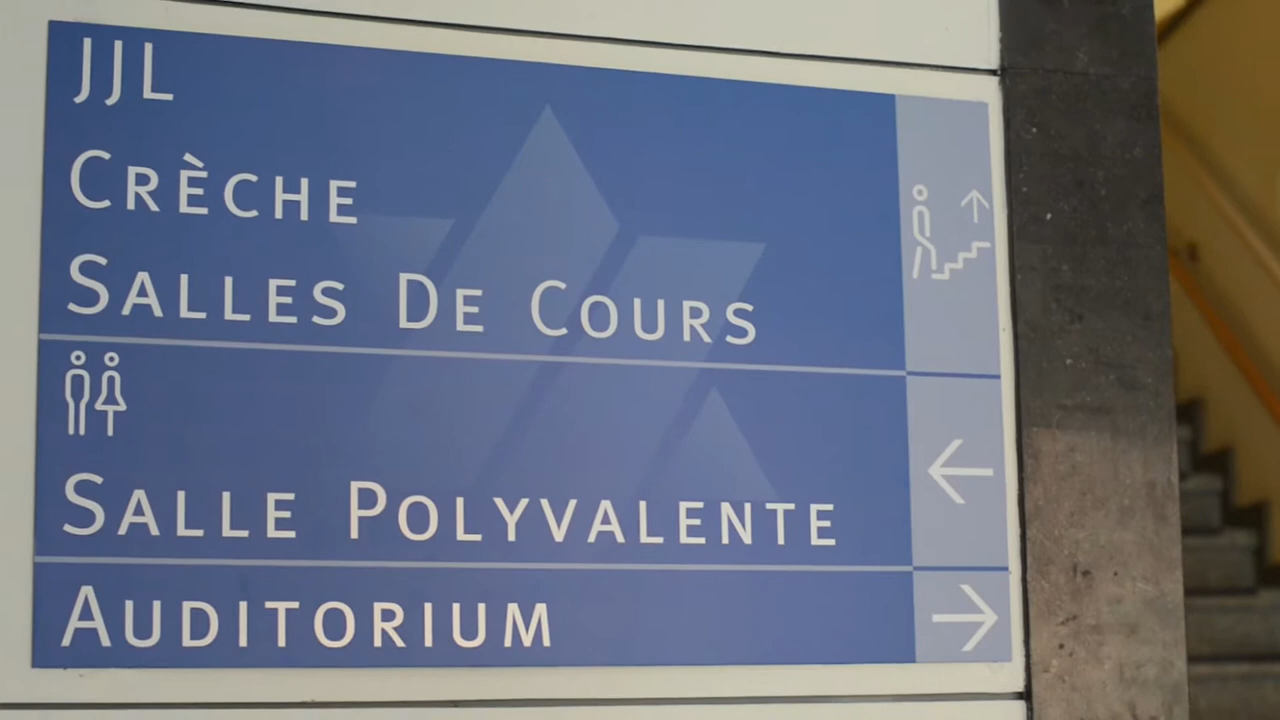 JJL
CRÈCHE
SALLES DE COURS
SALLE POLYVALENTE
AUDITORIUM